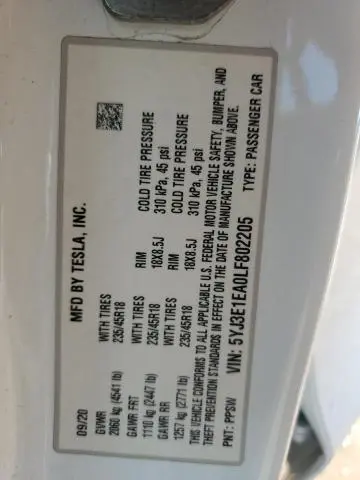 MFD BY TESLA, INC.
09/20
GVWR WITH TIRES RIM COLD TIRE PRESSURE
2060 kg (4541 lb) 235/45R18 18X8.5J 310 kPa, 45 psi
GAWR FRT WITH TIRES RIM COLD TIRE PRESSURE
1110 kg (2447 lb) 235/45R18 18X8.5J 310 kPa, 45 psi
GAWR RR
1257 kg (2771 lb) 235/45R18 18X8.5J
THIS VEHICLE CONFORMS TO ALL APPLICABLE U.S. FEDERAL MOTOR VEHICLE SAFETY, BUMPER, AND
THEFT PREVENTION STANDARDS IN EFFECT ON THE DATE OF MANUFACTURE SHOWN ABOVE.
PNT: PPSW VIN: 5YJ3E1EA0LF802205 TYPE: PASSENGER CAR